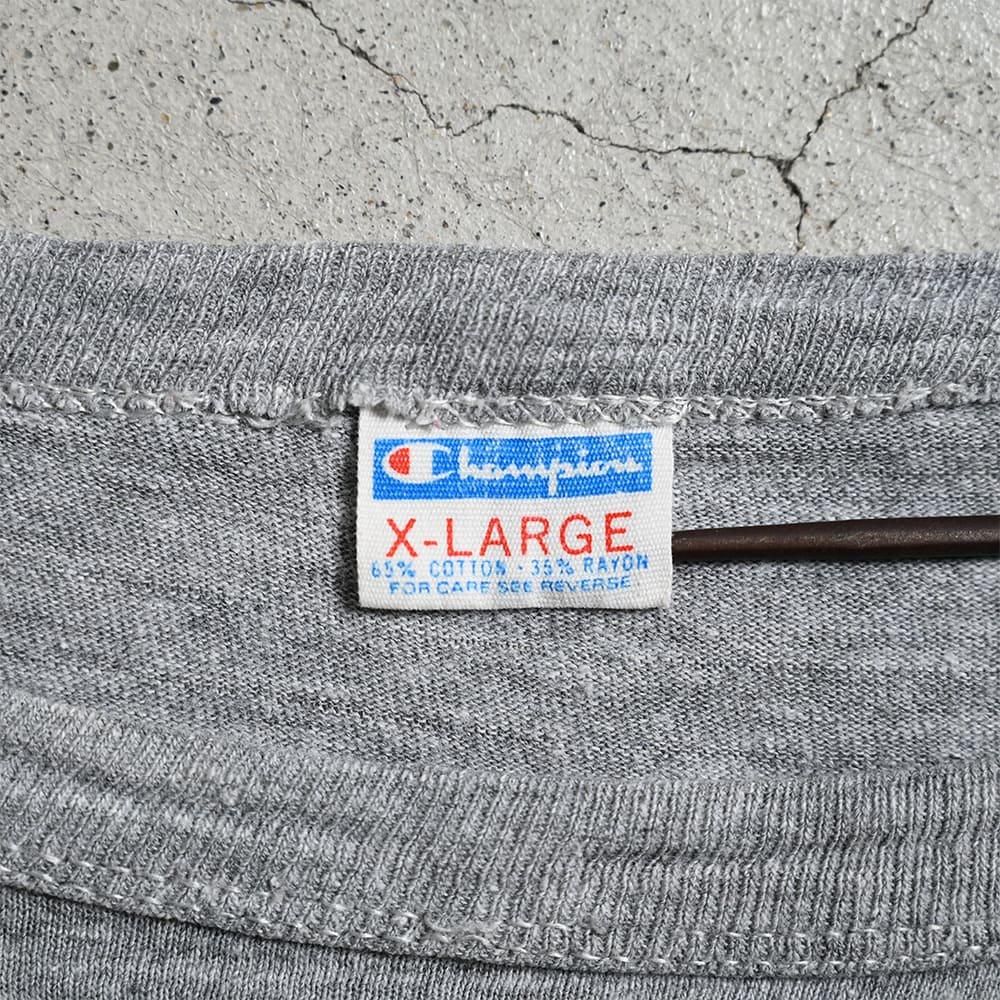 Champion
X-LARGE
65% COTTON · 35% RAYON
FOR CARE SEE REVERSE